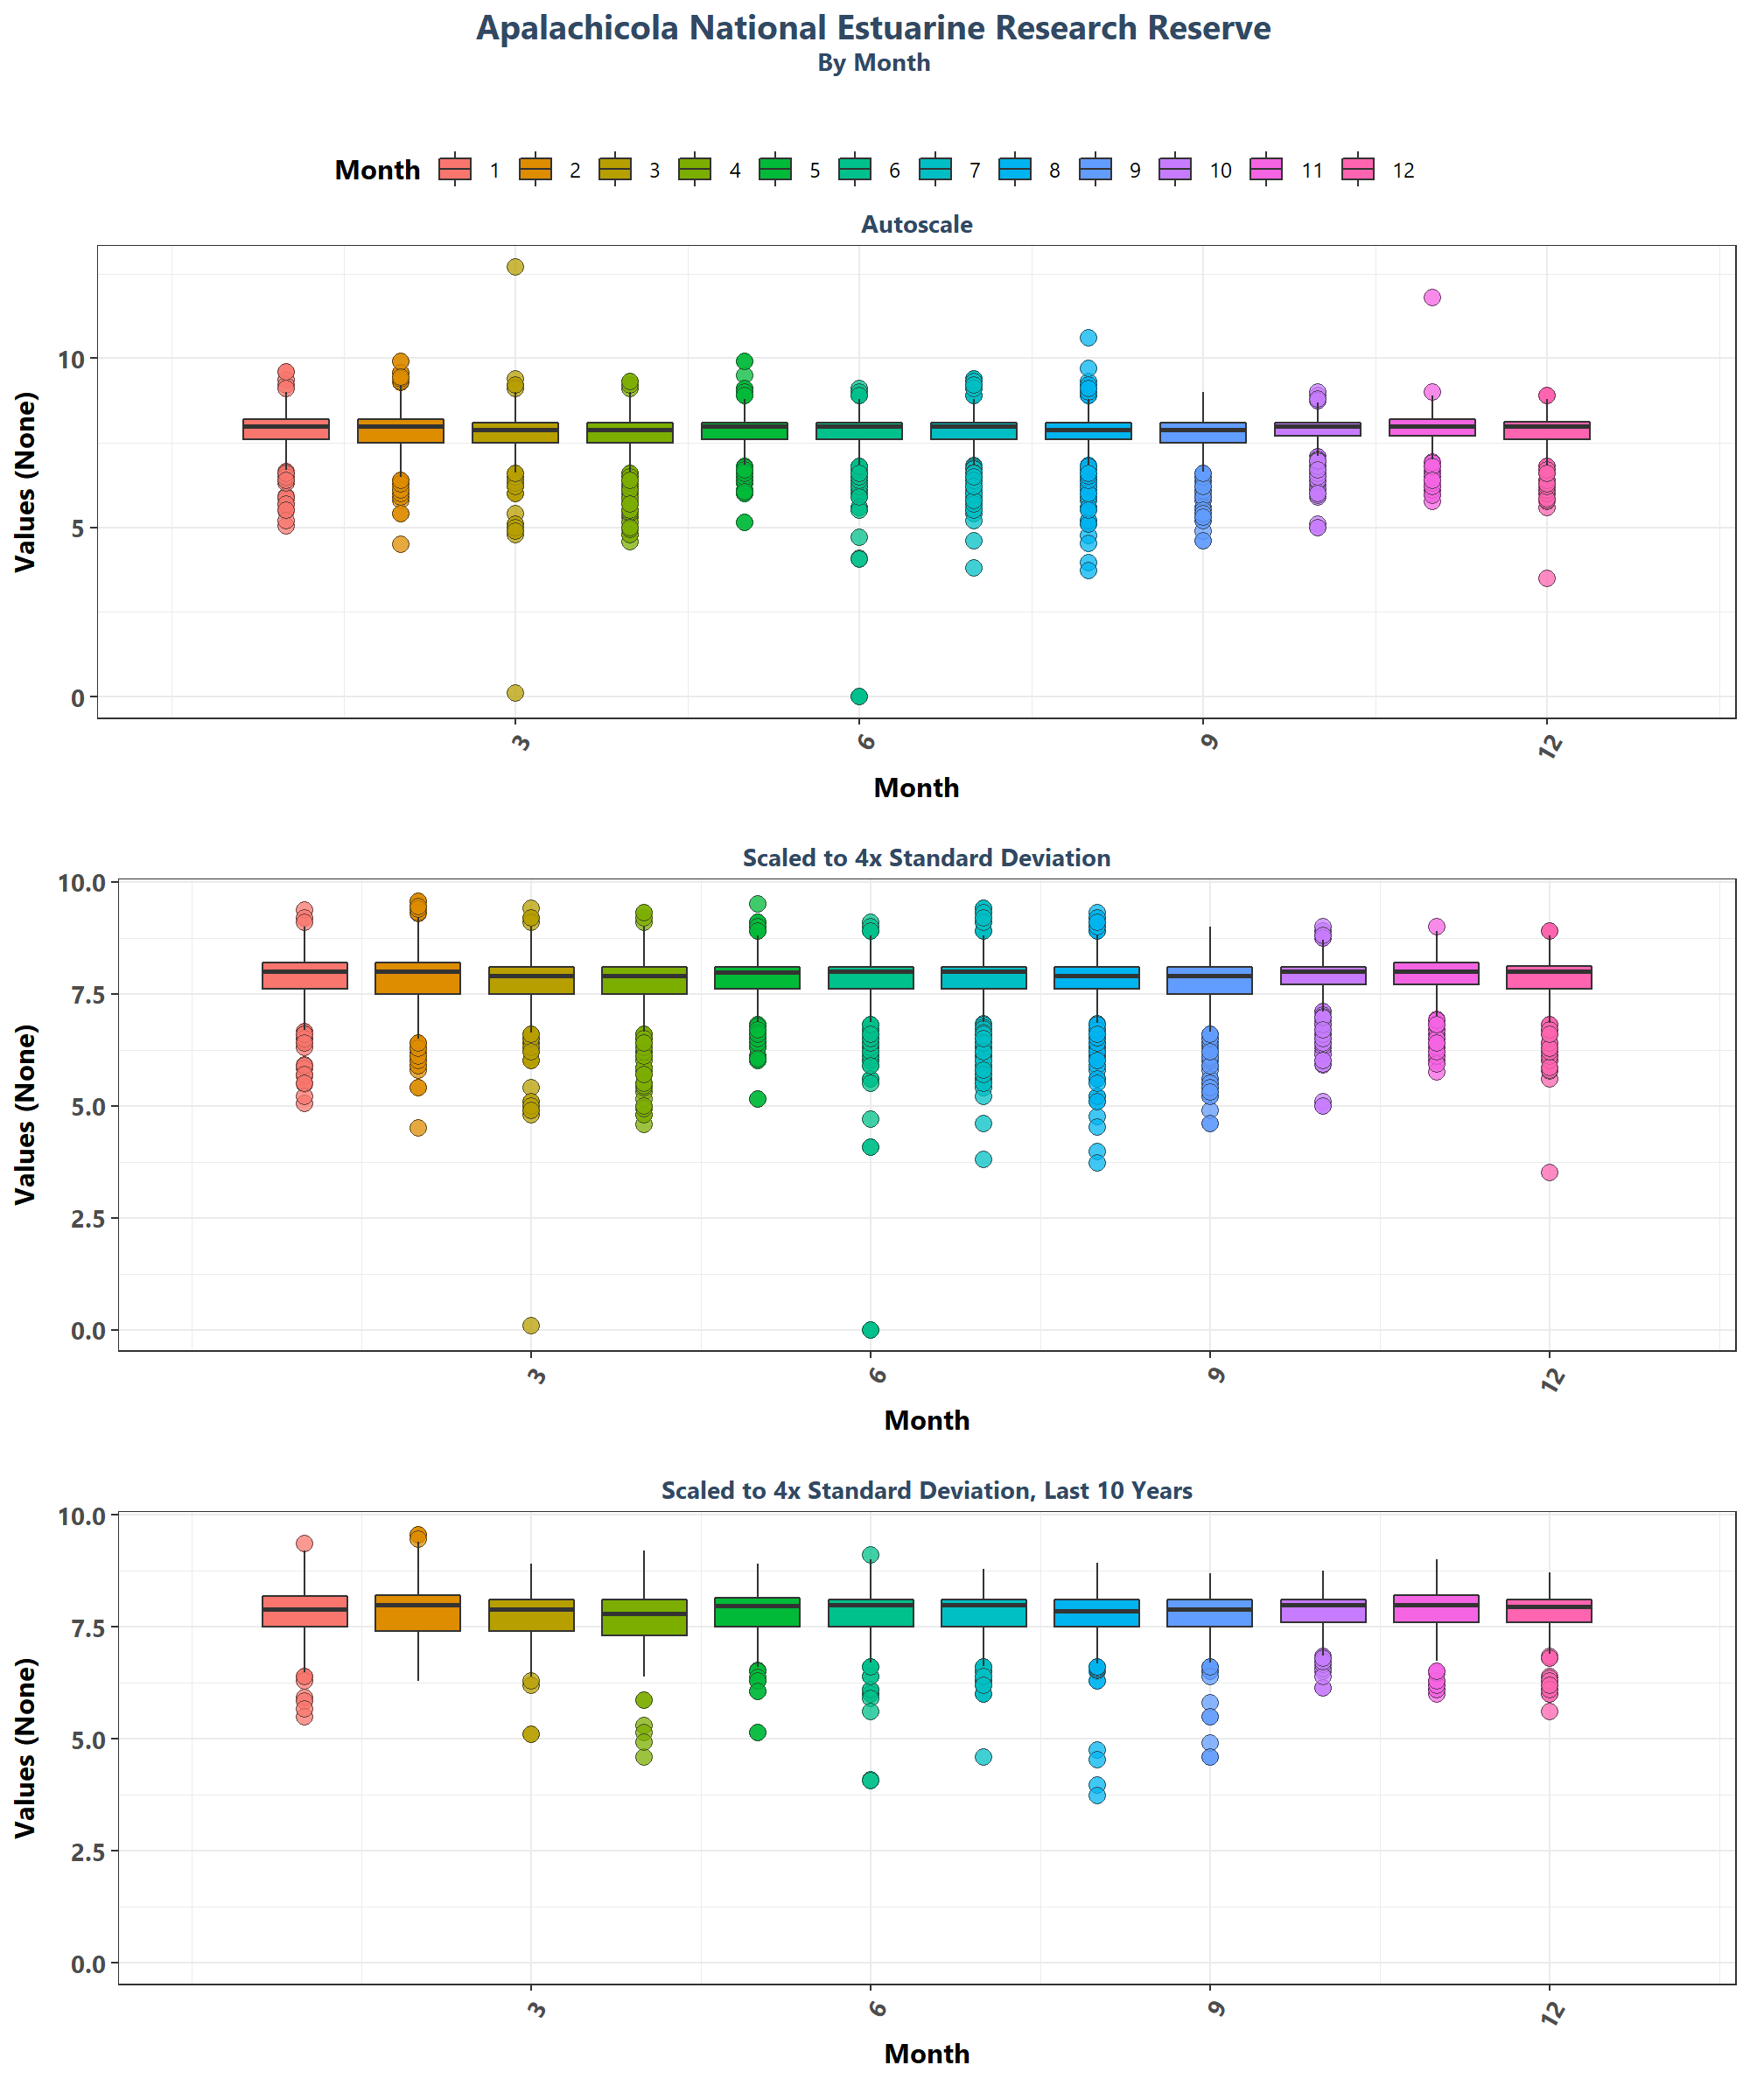 Apalachicola National Estuarine Research Reserve
By Month
Month 1 2 3 4 5 6 7 8 9 10 11 12
Autoscale
Values (None)
10
5
0
3 6 9 12
Month
Scaled to 4x Standard Deviation
Values (None)
10.0
7.5
5.0
2.5
0.0
3 6 9 12
Month
Scaled to 4x Standard Deviation, Last 10 Years
Values (None)
10.0
7.5
5.0
2.5
0.0
3 6 9 12
Month